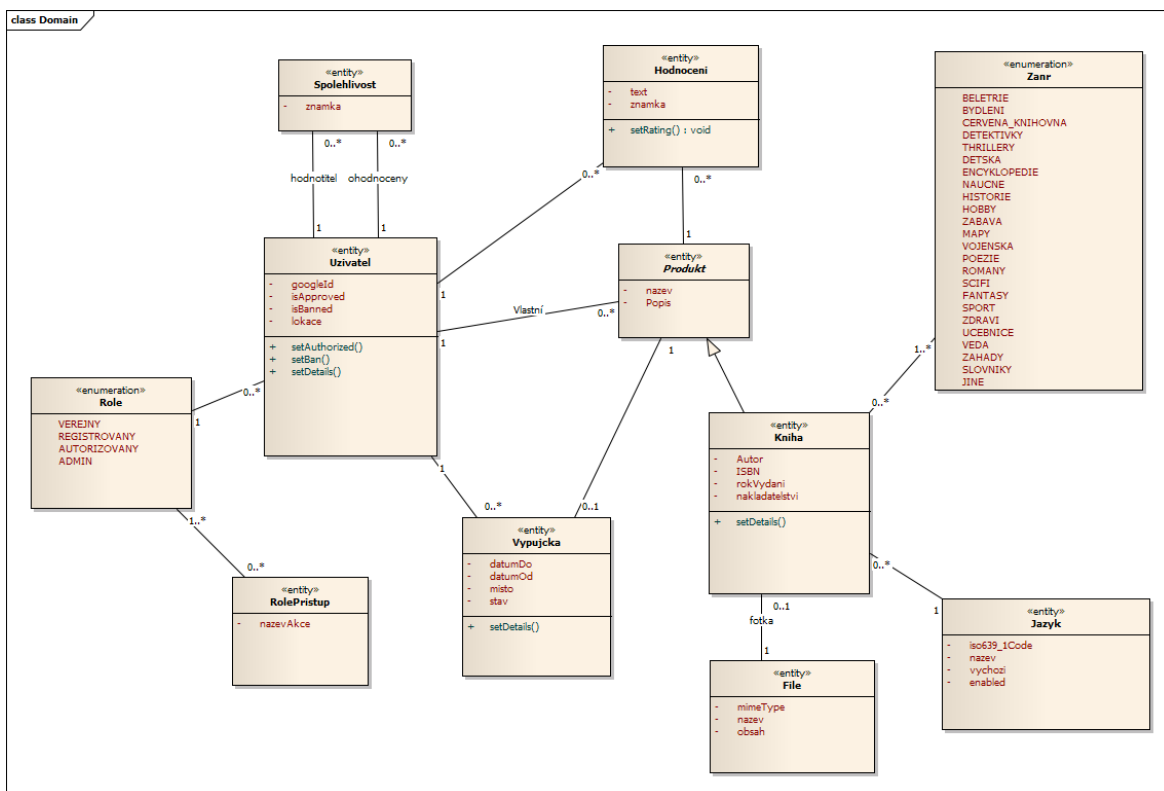 class Domain
«entity»
Spolehlivost
- znamka
0..*
0..*
hodnotitel
ohodnoceny
1
1
«entity»
Hodnoceni
- text
- znamka
+ setRating() : void
0..*
0..*
1
1
«enumeration»
Zanr
BELETRIE
BYDLENI
CERVENA_KNIHOVNA
DETEKTIVKY
THRILLERY
DETSKA
ENCYKLOPEDIE
NAUCNE
HISTORIE
HOBBY
ZABAVA
MAPY
VOJENSKA
POEZIE
ROMANY
SCIFI
FANTASY
SPORT
ZDRAVI
UCEBNICE
VEDA
ZAHADY
SLOVNIKY
JINE
1..*
0..*
«entity»
Uzivatel
- googleId
- isApproved
- isBanned
- lokace
+ setAuthorized()
+ setBan()
+ setDetails()
Vlastní
1
0..*
«entity»
Produkt
- nazev
- Popis
1
0..1
«enumeration»
Role
VEREJNY
REGISTROVANY
AUTORIZOVANY
ADMIN
0..*
1
1..*
0..*
«entity»
RolePristup
- nazevAkce
1
0..*
«entity»
Vypujcka
- datumDo
- datumOd
- misto
- stav
+ setDetails()
«entity»
Kniha
- Autor
- ISBN
- rokVydani
- nakladatelstvi
+ setDetails()
0..*
1
0..1
fotka
1
«entity»
File
- mimeType
- nazev
- obsah
«entity»
Jazyk
- iso639_1Code
- nazev
- vychozi
- enabled